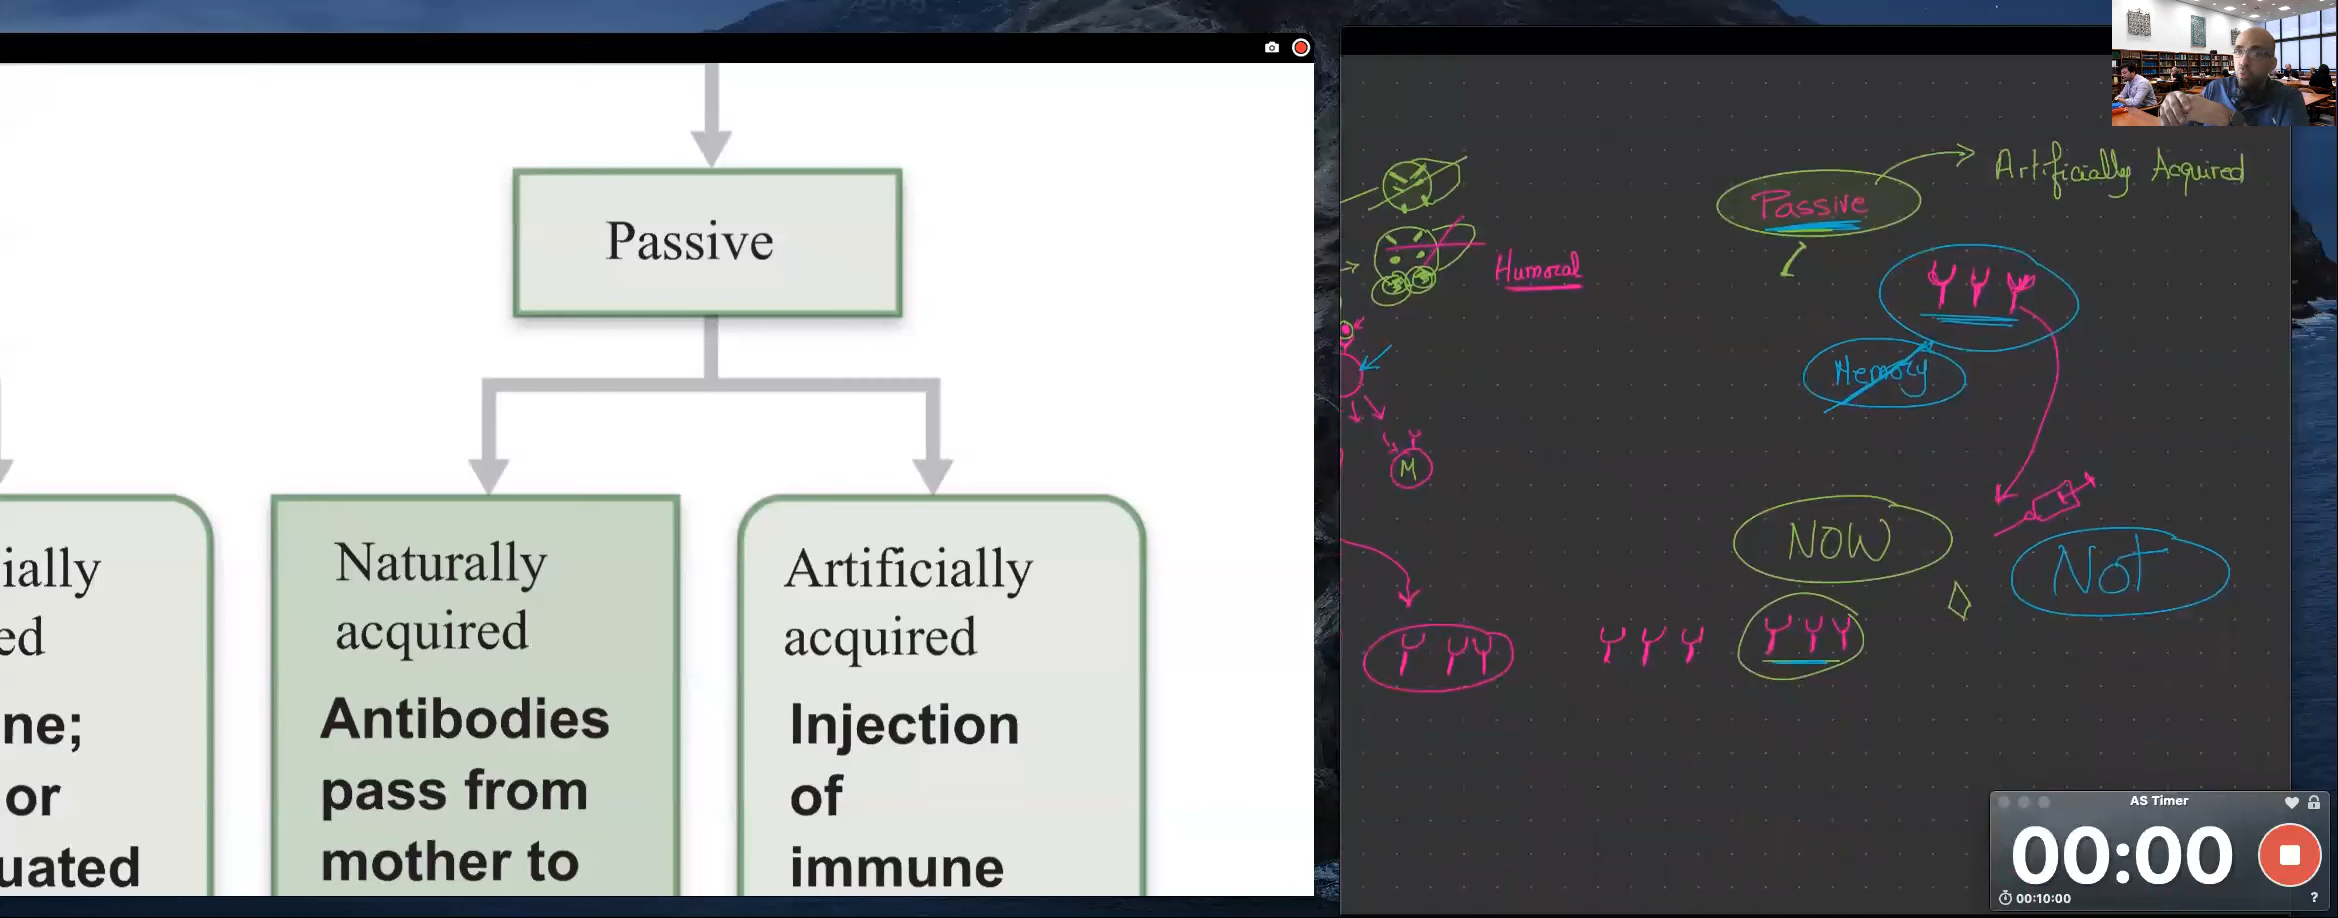 Passive
Naturally
acquired
Antibodies
pass from
mother to
Artificially
acquired
Injection
of
immune
ially
ed
ne;
or
uated
Passive
Artificially Acquired
Humoral
Memory
M
NOW
Not
AS Timer
00:00
00:10:00
?